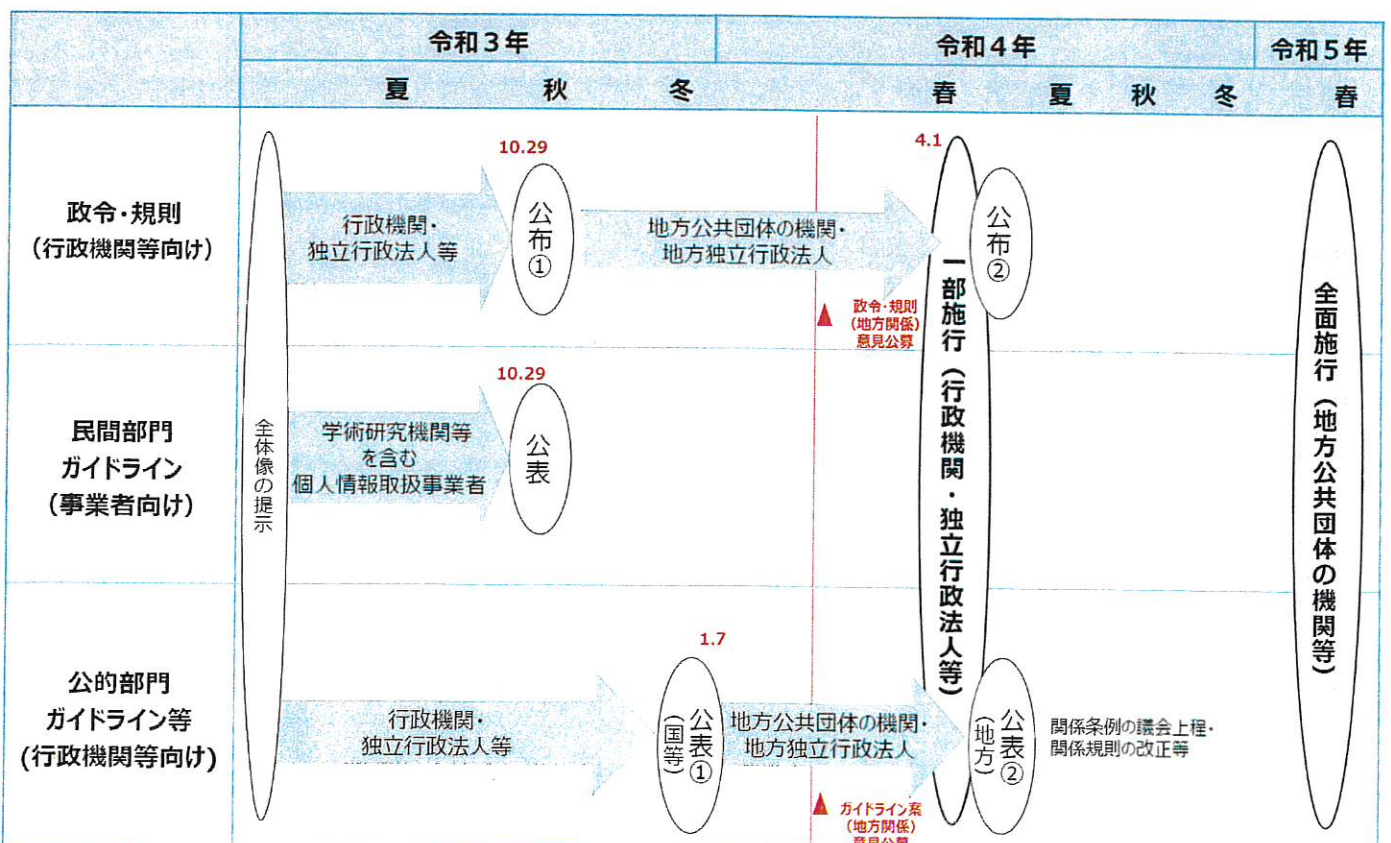 令和3年
令和4年
令和5年
夏
秋
冬
春
夏
秋
冬
春
政令・規則
(行政機関等向け)
全体像の提示
行政機関・
独立行政法人等
10.29
公布①
地方公共団体の機関・
地方独立行政法人
政令・規則
(地方関係)
意見公募
4.1
一部施行(行政機関・独立行政法人等)
公布②
全面施行(地方公共団体の機関等)
民間部門
ガイドライン
(事業者向け)
学術研究機関等
を含む
個人情報取扱事業者
10.29
公表
公的部門
ガイドライン等
(行政機関等向け)
行政機関・
独立行政法人等
1.7
公表①
(国等)
地方公共団体の機関・
地方独立行政法人
ガイドライン案
(地方関係)
意見公募
公表②
(地方)
関係条例の議会上程・
関係規則の改正等